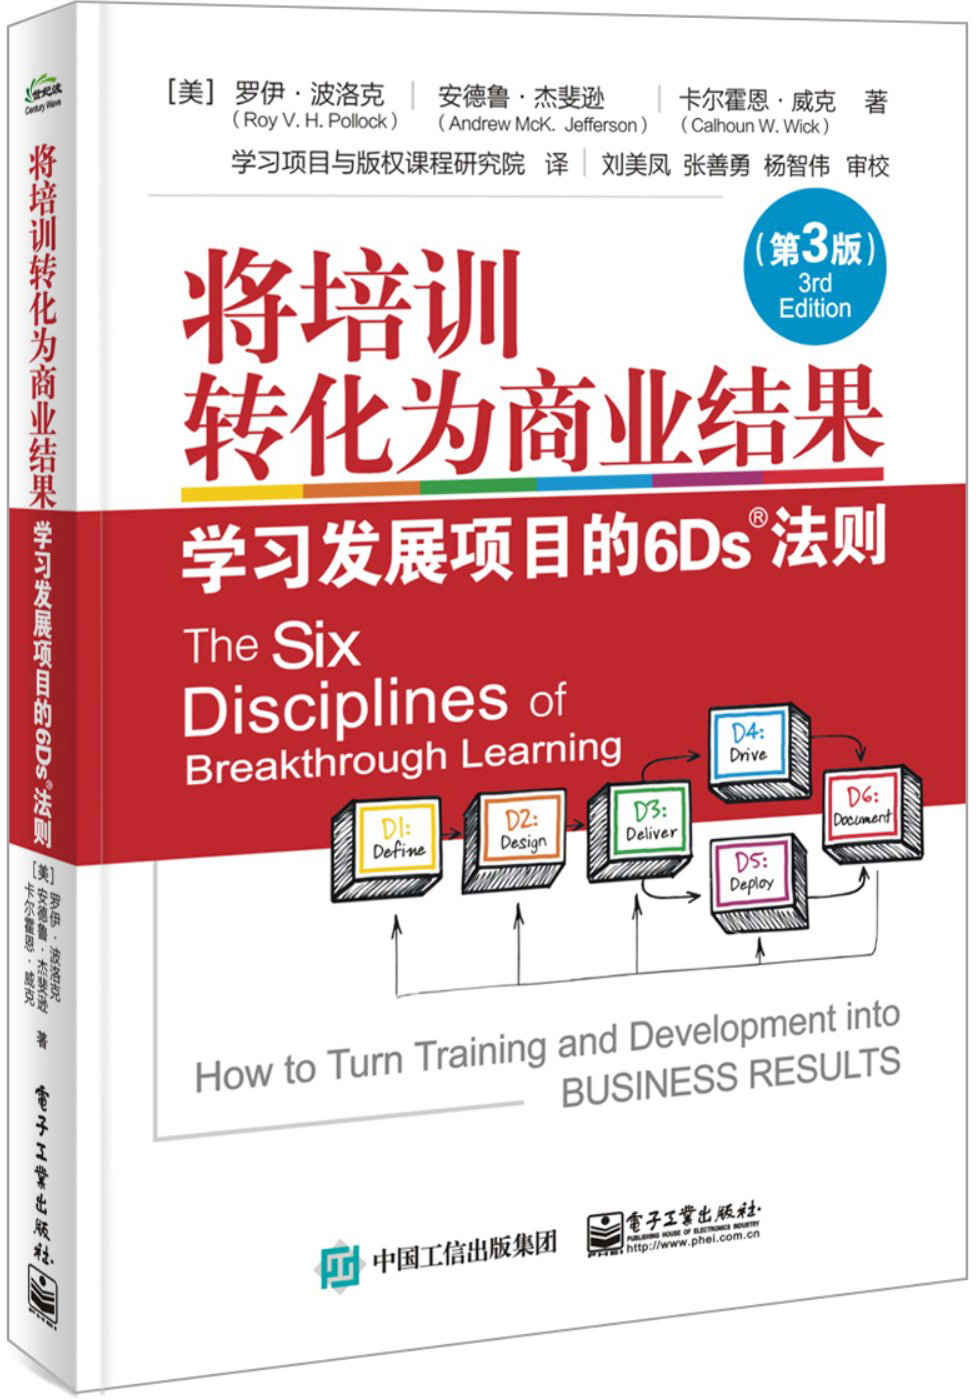 世纪波
Century Wave
将培训转化为商业结果
学习发展项目的6Ds®法则
[美] 罗伊·波洛克
安德鲁·杰斐逊
卡尔霍恩·威克
著
電子工業出版社·
[美] 罗伊·波洛克 | 安德鲁·杰斐逊 | 卡尔霍恩·威克 著
(Roy V. H. Pollock) (Andrew McK. Jefferson) (Calhoun W. Wick)
学习项目与版权课程研究院 译 | 刘美凤 张善勇 杨智伟 审校
(第3版)
3rd
Edition
将培训
转化为商业结果
学习发展项目的6Ds®法则
The Six
Disciplines of
Breakthrough Learning
D1:
Define
D2:
Design
D3:
Deliver
D4:
Drive
D5:
Deploy
D6:
Document
How to Turn Training and Development into
BUSINESS RESULTS
中国工信出版集团
電子工業出版社·
PUBLISHING HOUSE OF ELECTRONICS INDUSTRY
http://www.phei.com.cn